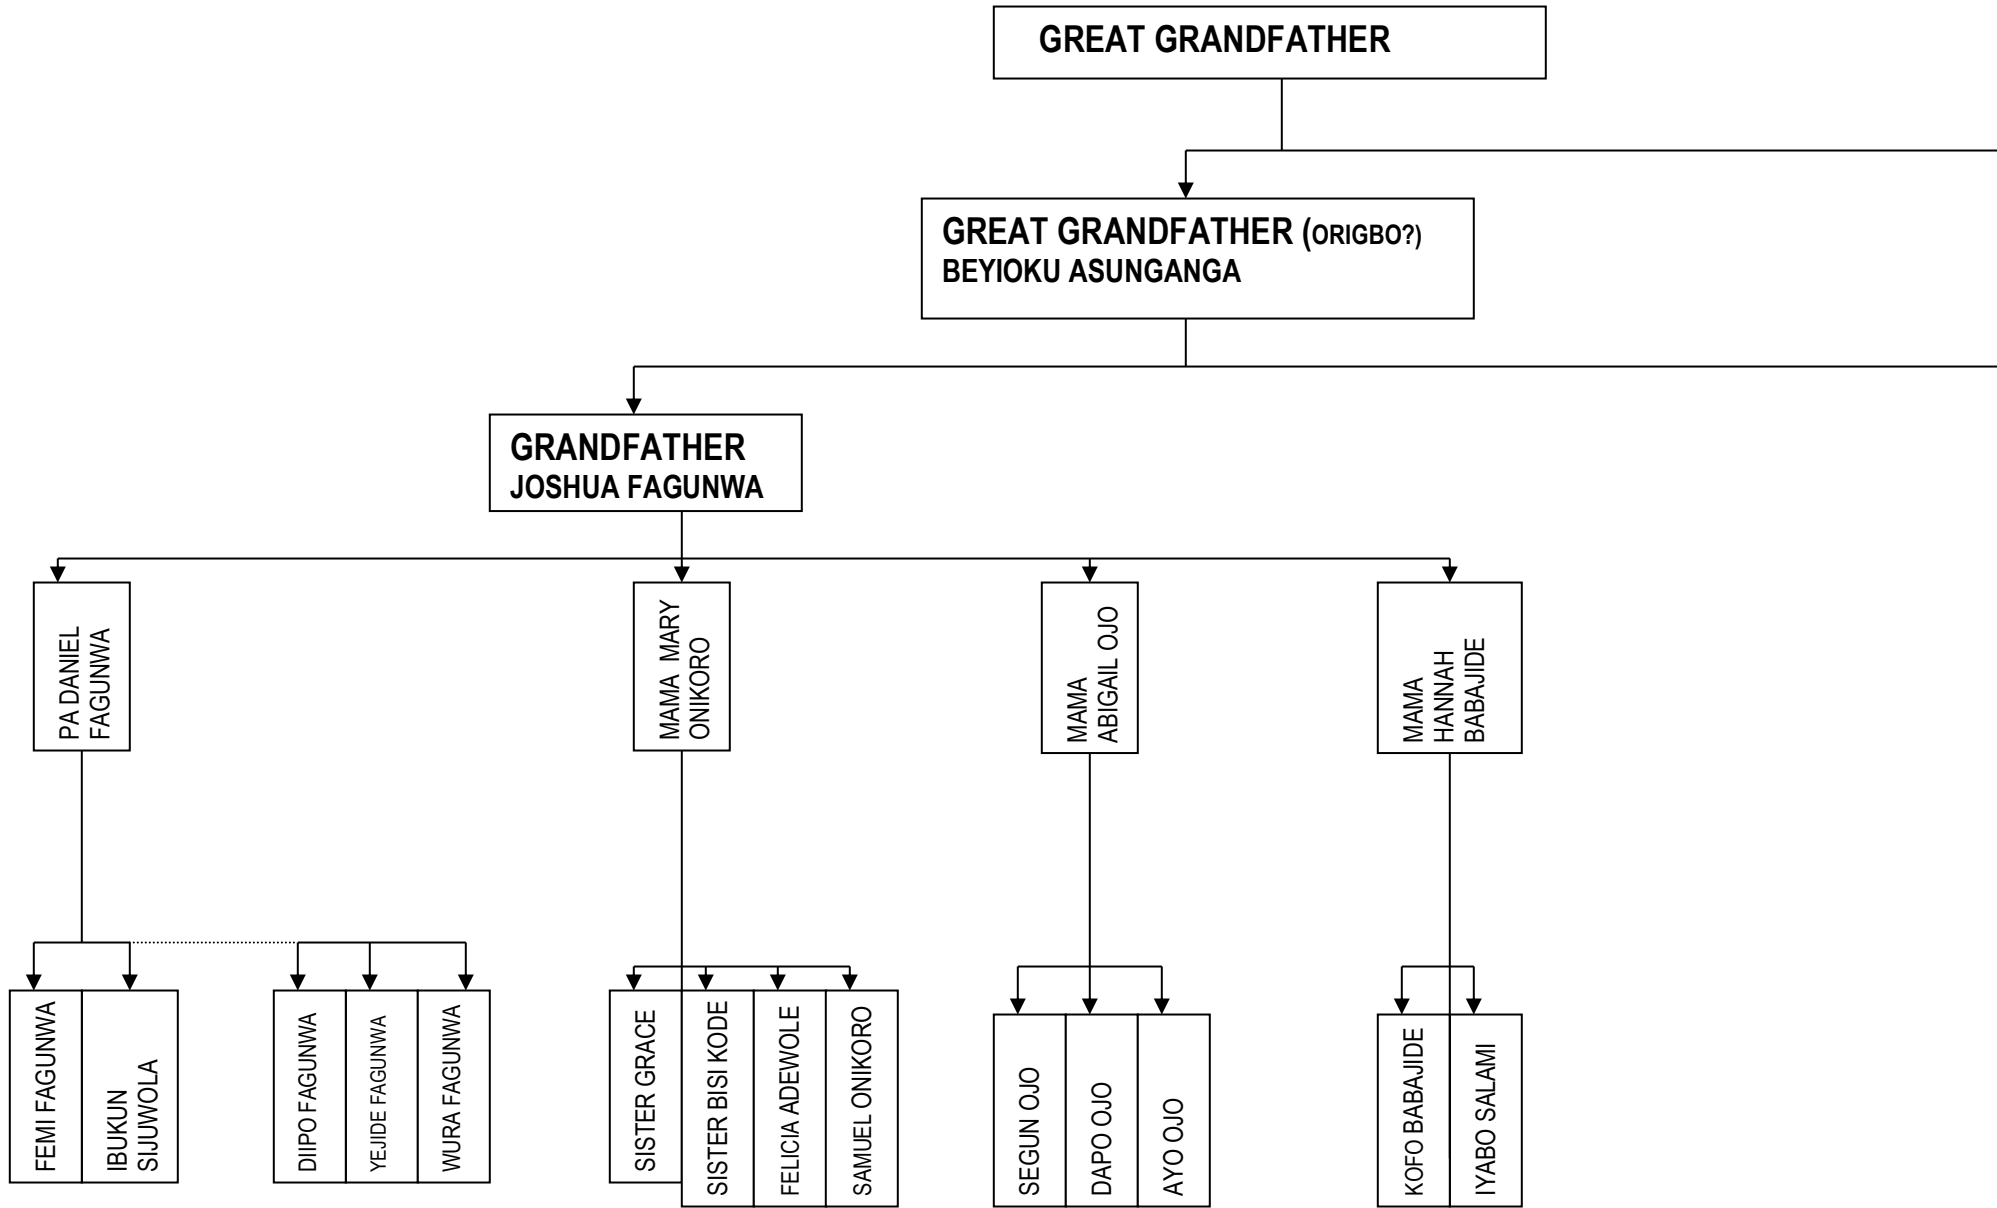 GREAT GRANDFATHER
GREAT GRANDFATHER (ORIGBO?)
BEYIOKU ASUNGANGA
GRANDFATHER
JOSHUA FAGUNWA
PA DANIEL
FAGUNWA
MAMA MARY
ONIKORO
MAMA
ABIGAIL OJO
MAMA
HANNAH
BABAJIDE
FEMI FAGUNWA
IBUKUN
SIJUWOLA
DIIPO FAGUNWA
YEJIDE FAGUNWA
WURA FAGUNWA
SISTER GRACE
SISTER BISI KODE
FELICIA ADEWOLE
SAMUEL ONIKORO
SEGUN OJO
DAPO OJO
AYO OJO
KOFO BABAJIDE
IYABO SALAMI